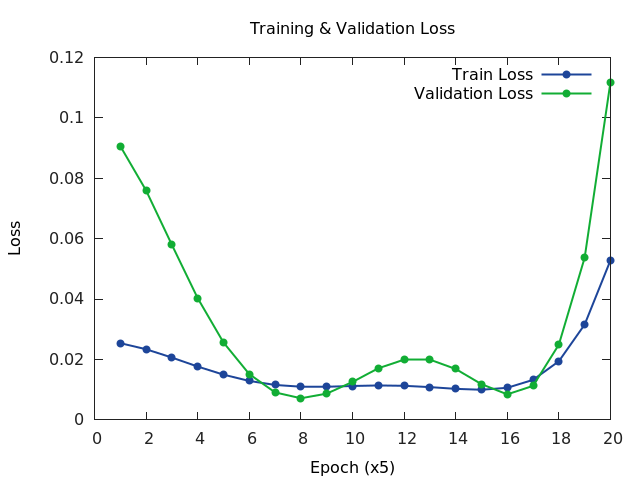 Training & Validation Loss
Train Loss
Validation Loss
0.12
0.1
0.08
0.06
0.04
0.02
0
Loss
0 2 4 6 8 10 12 14 16 18 20
Epoch (x5)